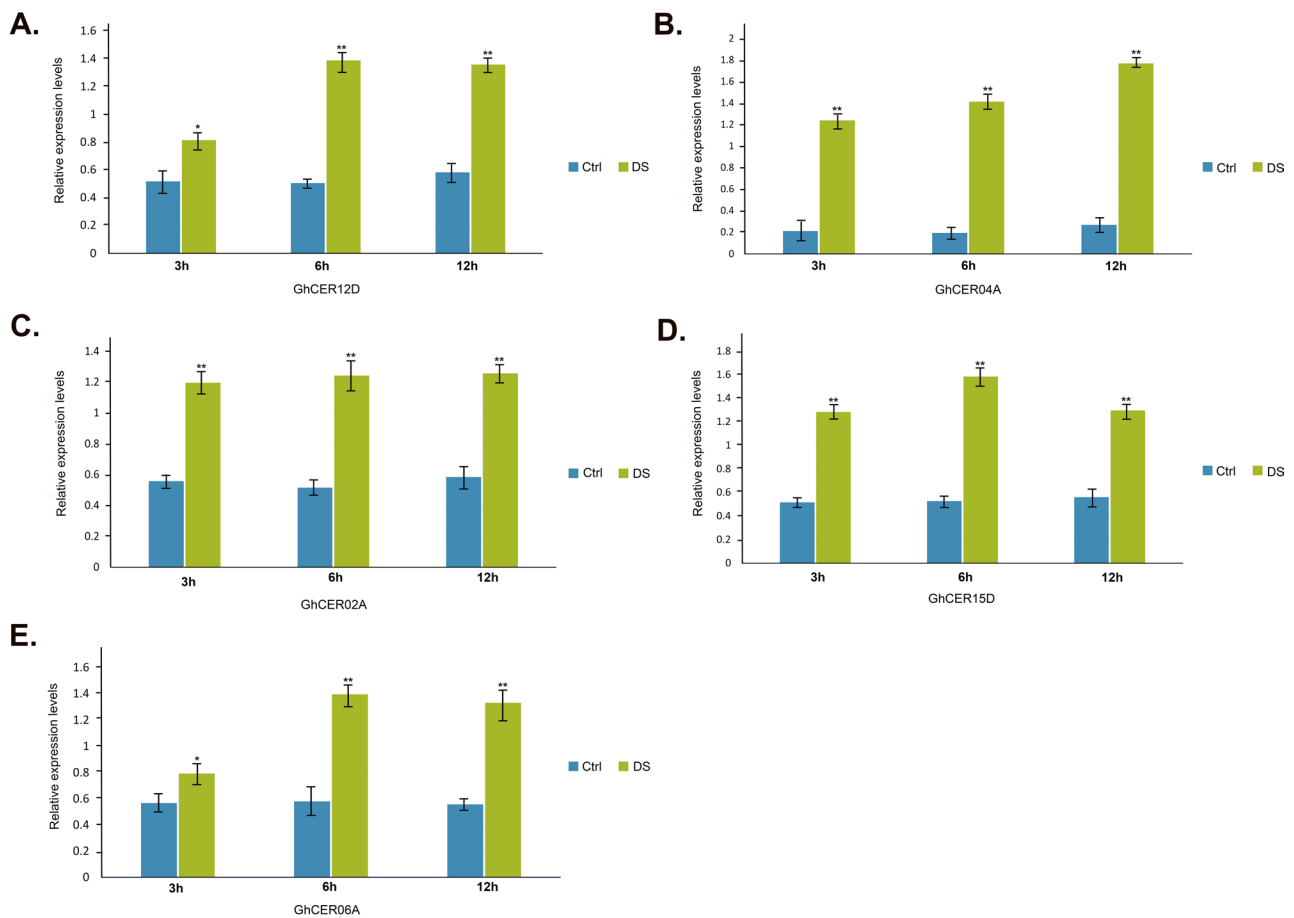 A.
Relative expression levels
1.6
1.4
1.2
1
0.8
0.6
0.4
0.2
0
*
**
**
3h
6h
12h
GhCER12D
Ctrl
DS
B.
Relative expression levels
2
1.8
1.6
1.4
1.2
1
0.8
0.6
0.4
0.2
0
**
**
**
3h
6h
12h
GhCER04A
Ctrl
DS
C.
Relative expression levels
1.4
1.2
1
0.8
0.6
0.4
0.2
0
**
**
**
3h
6h
12h
GhCER02A
Ctrl
DS
D.
Relative expression levels
1.8
1.6
1.4
1.2
1
0.8
0.6
0.4
0.2
0
**
**
**
3h
6h
12h
GhCER15D
Ctrl
DS
E.
Relative expression levels
1.6
1.4
1.2
1
0.8
0.6
0.4
0.2
0
*
**
**
3h
6h
12h
GhCER06A
Ctrl
DS